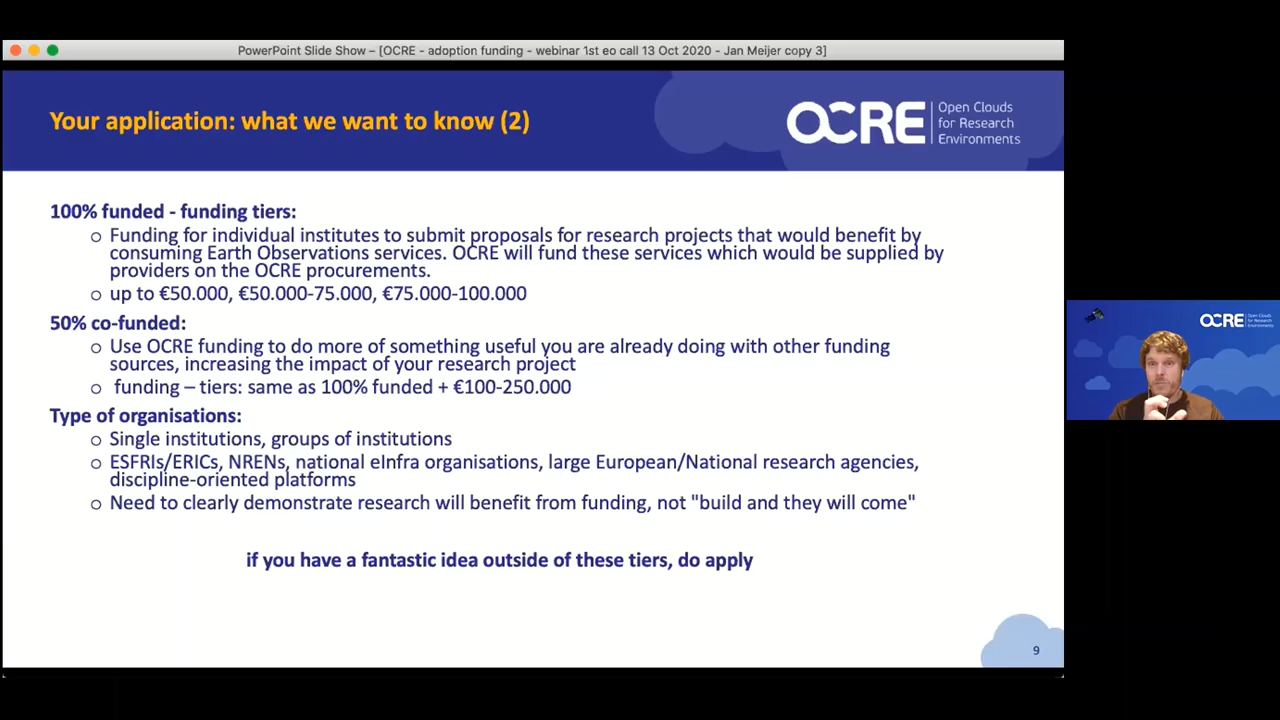 PowerPoint Slide Show – [OCRE - adoption funding - webinar 1st eo call 13 Oct 2020 - Jan Meijer copy 3]
Your application: what we want to know (2)
OCRE
Open Clouds
for Research
Environments
100% funded - funding tiers:
o Funding for individual institutes to submit proposals for research projects that would benefit by
consuming Earth Observations services. OCRE will fund these services which would be supplied by
providers on the OCRE procurements.
o up to €50.000, €50.000-75.000, €75.000-100.000
50% co-funded:
o Use OCRE funding to do more of something useful you are already doing with other funding
sources, increasing the impact of your research project
o funding – tiers: same as 100% funded + €100-250.000
Type of organisations:
o Single institutions, groups of institutions
o ESFRIs/ERICs, NRENs, national eInfra organisations, large European/National research agencies,
discipline-oriented platforms
o Need to clearly demonstrate research will benefit from funding, not "build and they will come"
if you have a fantastic idea outside of these tiers, do apply
9
OCRE
Open Clouds
for Research
Environments